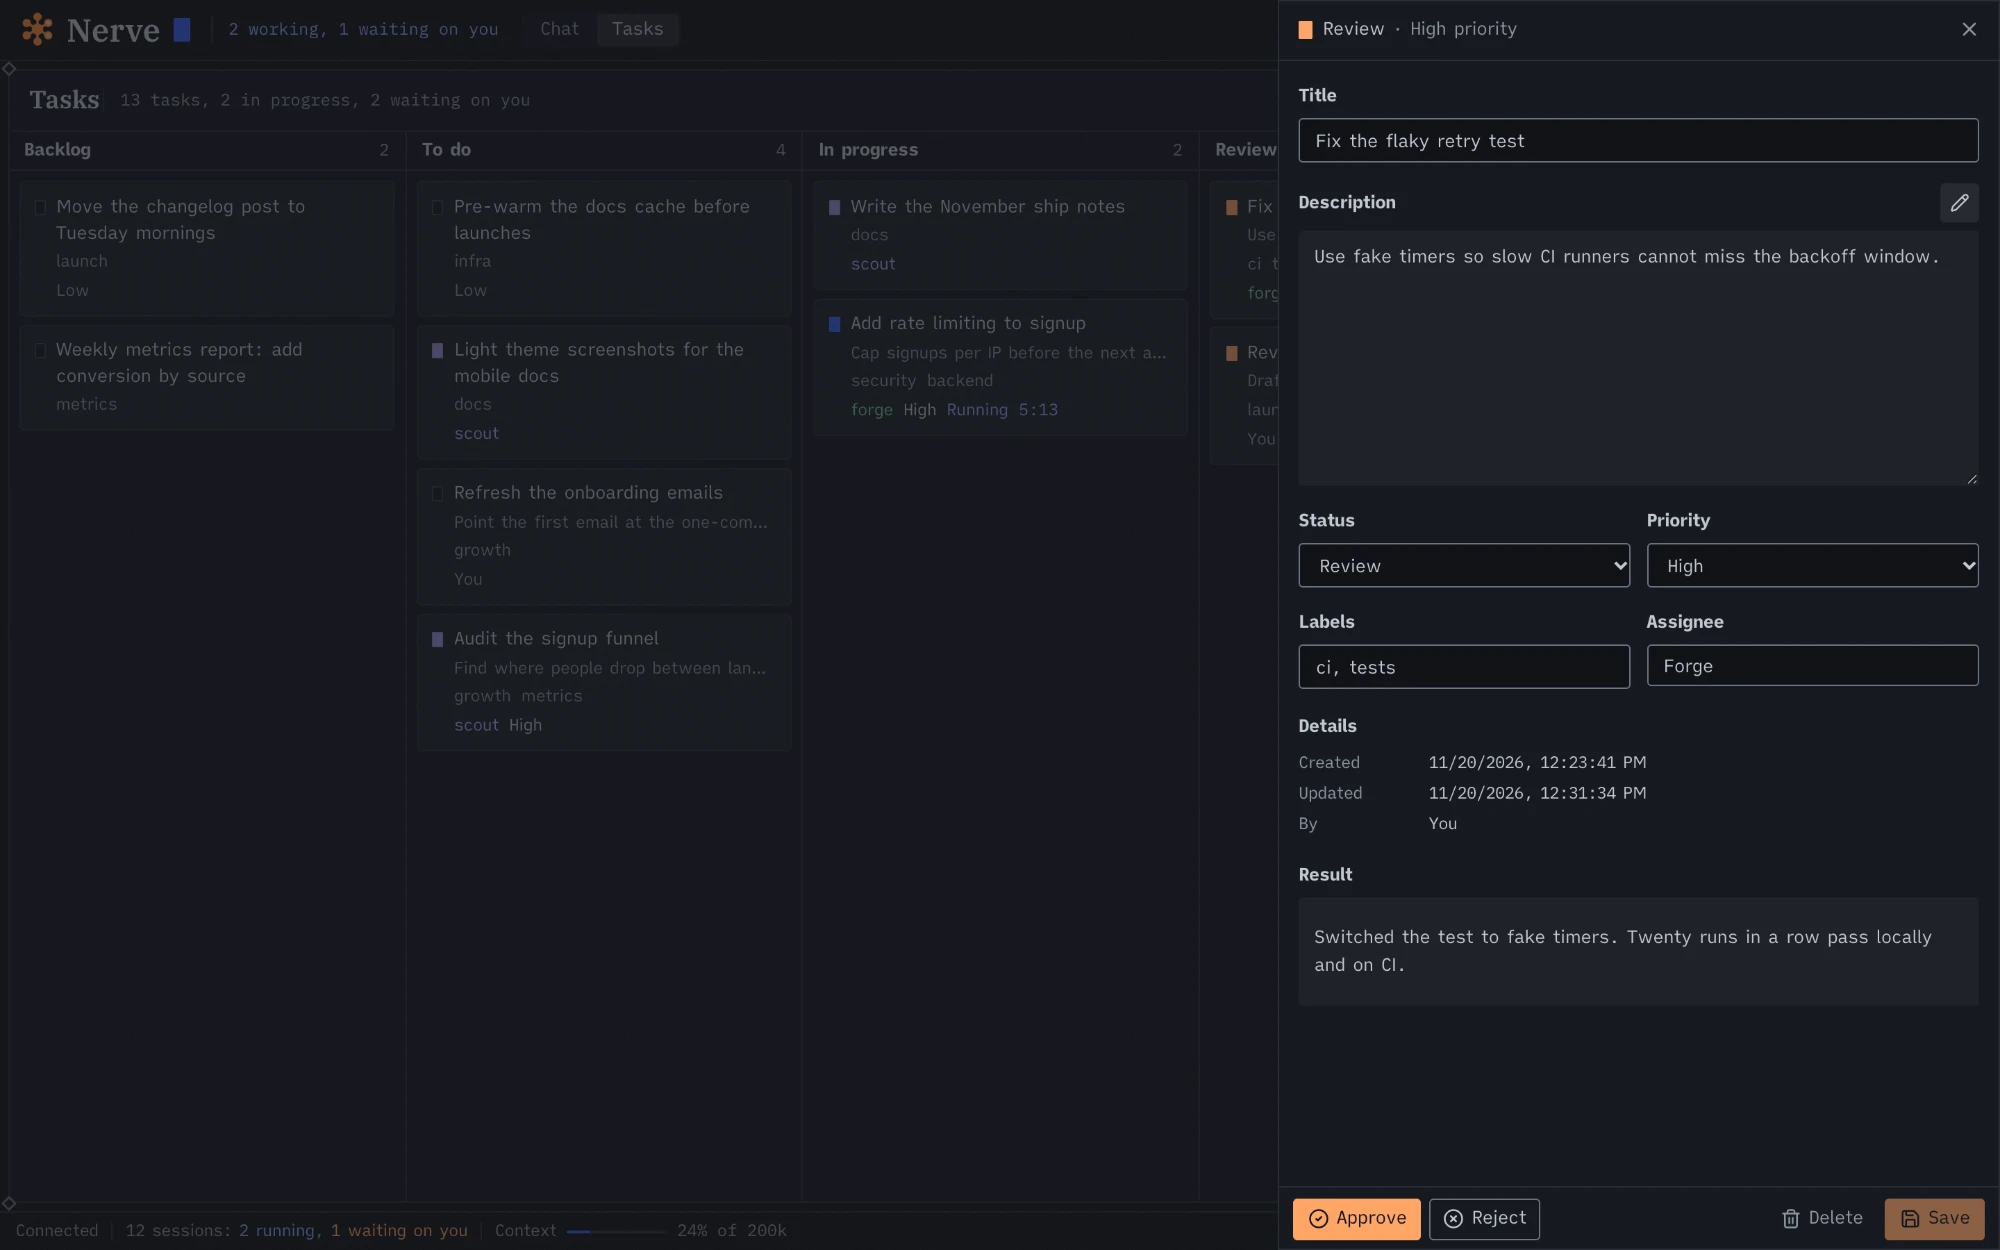 Nerve
2 working, 1 waiting on you
Chat
Tasks
Tasks
13 tasks, 2 in progress, 2 waiting on you
Backlog 2
Move the changelog post to
Tuesday mornings
launch
Low
Weekly metrics report: add
conversion by source
metrics
To do 4
Pre-warm the docs cache before
launches
infra
Low
Light theme screenshots for the
mobile docs
docs
scout
Refresh the onboarding emails
Point the first email at the one-com...
growth
You
Audit the signup funnel
Find where people drop between lan...
growth metrics
scout High
In progress 2
Write the November ship notes
docs
scout
Add rate limiting to signup
Cap signups per IP before the next a...
security backend
forge High Running 5:13
Review
Fix
Use
ci t
forg
Rev
Draf
laun
You
Review · High priority
Title
Fix the flaky retry test
Description
Use fake timers so slow CI runners cannot miss the backoff window.
Status
Review
Priority
High
Labels
ci, tests
Assignee
Forge
Details
Created 11/20/2026, 12:23:41 PM
Updated 11/20/2026, 12:31:34 PM
By You
Result
Switched the test to fake timers. Twenty runs in a row pass locally
and on CI.
Approve
Reject
Delete
Save
Connected
12 sessions: 2 running, 1 waiting on you
Context 24% of 200k